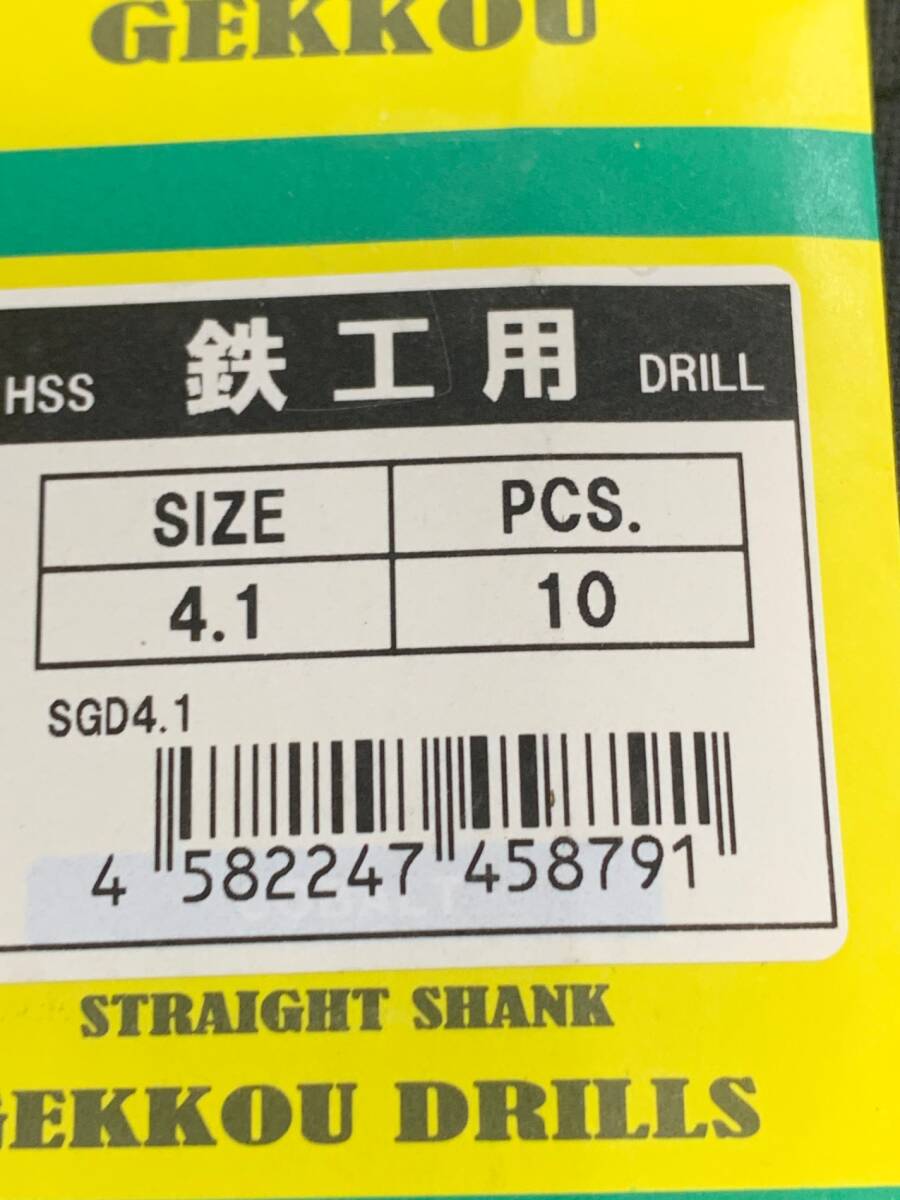 GEKKOU
HSS 鉄工用 DRILL
SIZE PCS.
4.1 10
SGD4.1
4 582247 458791
COBALT
STRAIGHT SHANK
GEKKOU DRILLS